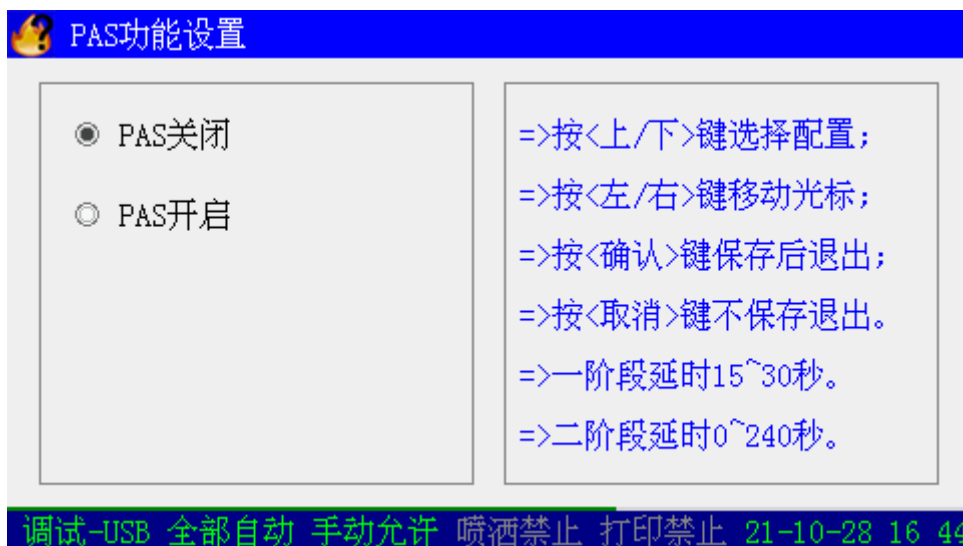 PAS功能设置
PAS关闭
PAS开启
=>按<上/下>键选择配置;
=>按<左/右>键移动光标;
=>按<确认>键保存后退出;
=>按<取消>键不保存退出。
=>一阶段延时15~30秒。
=>二阶段延时0~240秒。
调试-USB 全部自动 手动允许 喷洒禁止 打印禁止 21-10-28 16 44